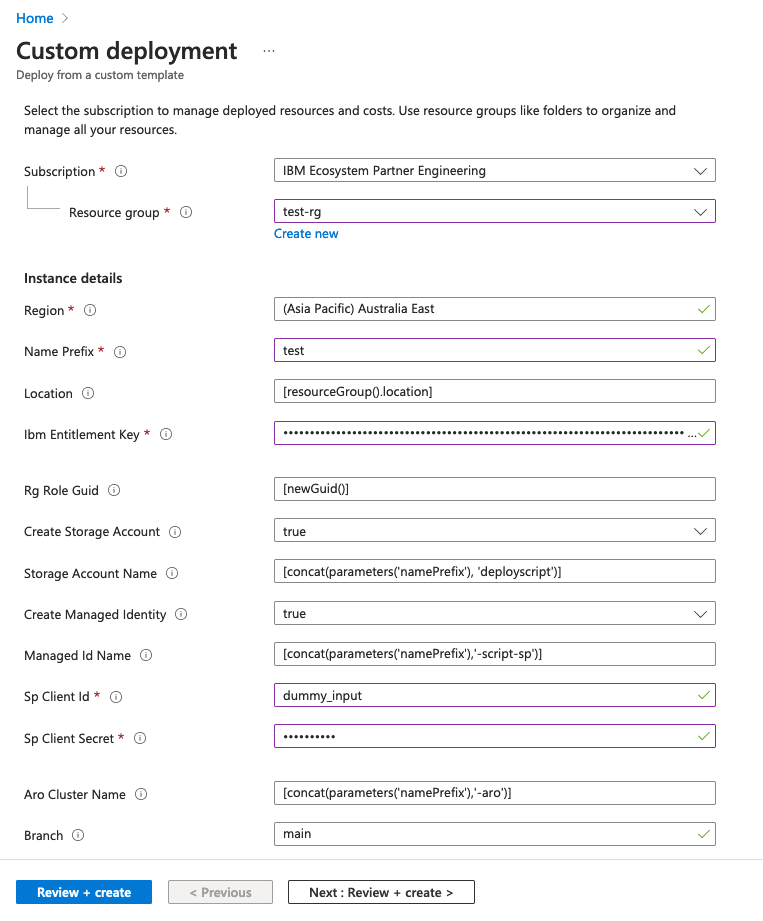 Home >
Custom deployment ...
Deploy from a custom template
Select the subscription to manage deployed resources and costs. Use resource groups like folders to organize and
manage all your resources.
Subscription * IBM Ecosystem Partner Engineering
Resource group * test-rg
Create new
Instance details
Region * (Asia Pacific) Australia East
Name Prefix * test
Location [resourceGroup().location]
Ibm Entitlement Key * ...
Rg Role Guid [newGuid()]
Create Storage Account true
Storage Account Name [concat(parameters('namePrefix'), 'deployscript')]
Create Managed Identity true
Managed Id Name [concat(parameters('namePrefix'),'-script-sp')]
Sp Client Id * dummy_input
Sp Client Secret * ••••••••••
Aro Cluster Name [concat(parameters('namePrefix'),'-aro')]
Branch main
Review + create < Previous Next : Review + create >